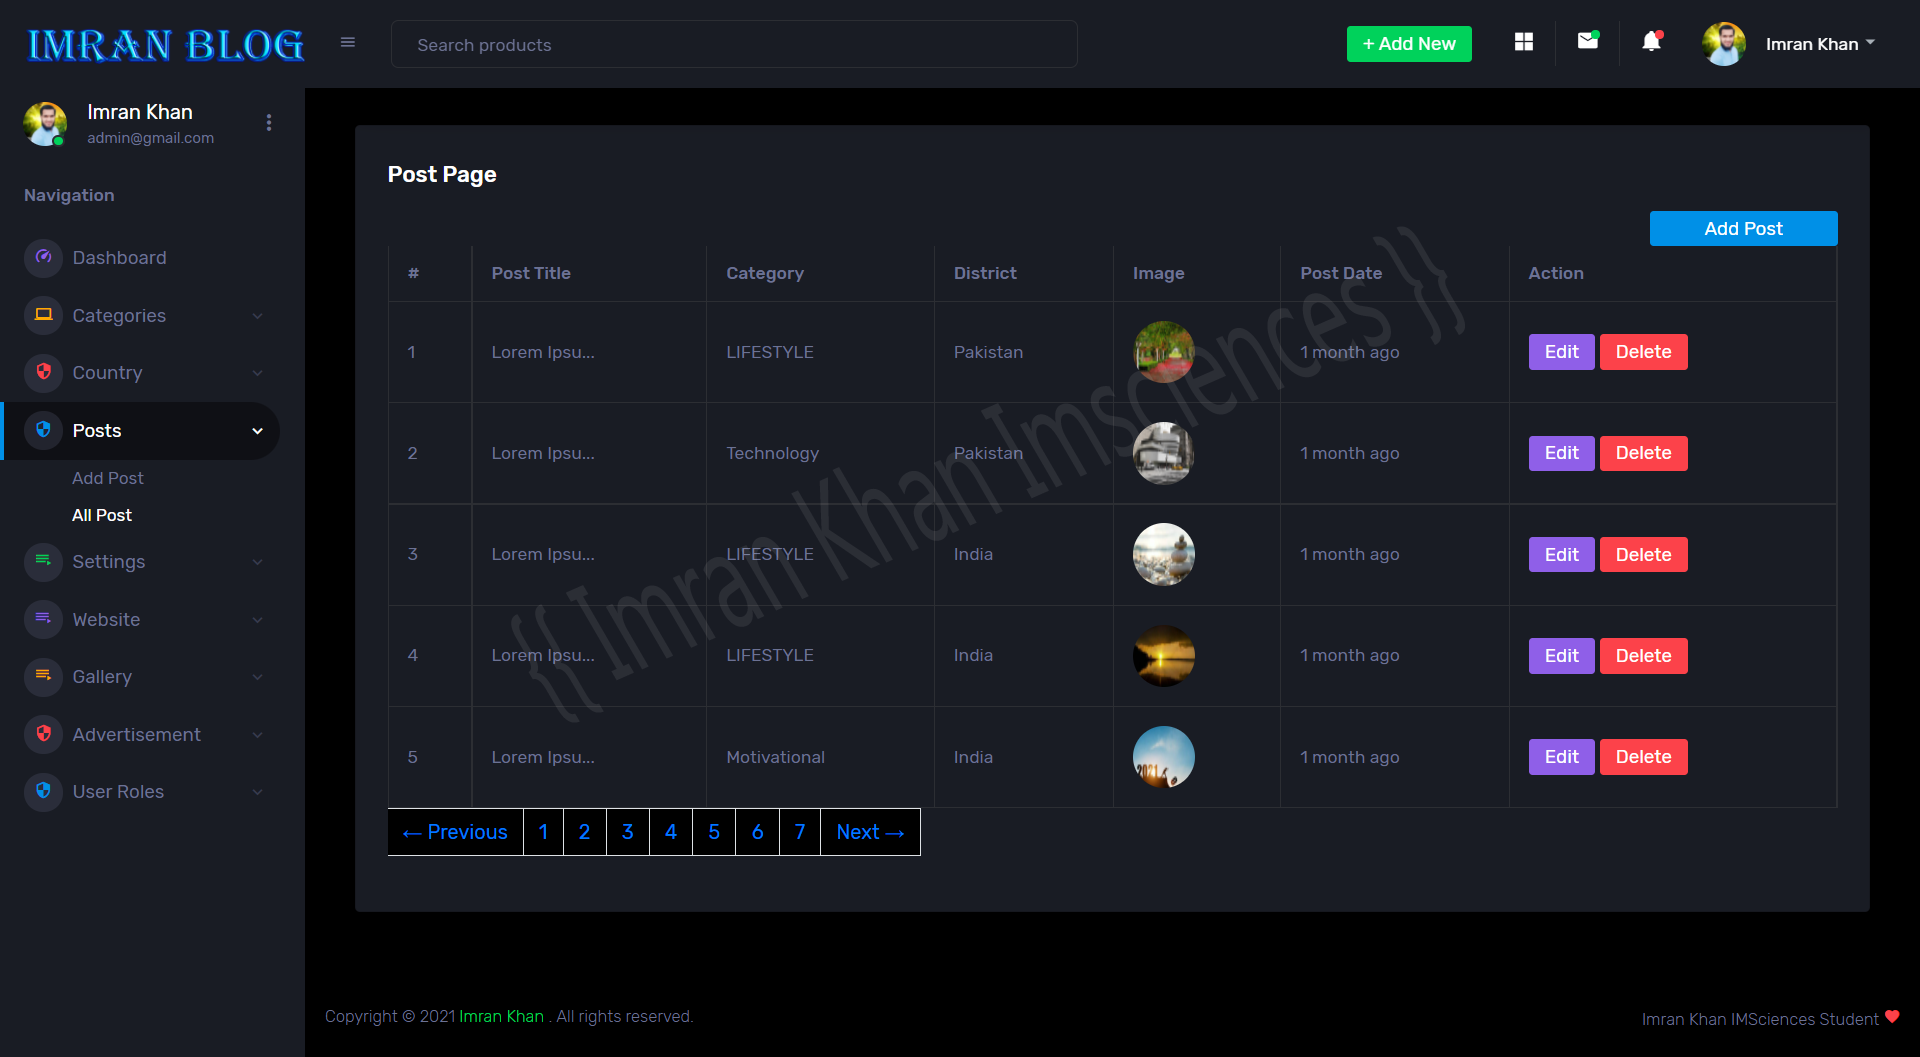 IMRAN BLOG
Search products
+ Add New
Imran Khan
Imran Khan
admin@gmail.com
Navigation
Dashboard
Categories
Country
Posts
Add Post
All Post
Settings
Website
Gallery
Advertisement
User Roles
Post Page
Add Post
# Post Title Category District Image Post Date Action
1 Lorem Ipsu... LIFESTYLE Pakistan 1 month ago Edit Delete
2 Lorem Ipsu... Technology Pakistan 1 month ago Edit Delete
3 Lorem Ipsu... LIFESTYLE India 1 month ago Edit Delete
4 Lorem Ipsu... LIFESTYLE India 1 month ago Edit Delete
5 Lorem Ipsu... Motivational India 2021 1 month ago Edit Delete
{{ Imran Khan Imsciences }}
← Previous 1 2 3 4 5 6 7 Next →
Copyright © 2021 Imran Khan . All rights reserved.
Imran Khan IMSciences Student